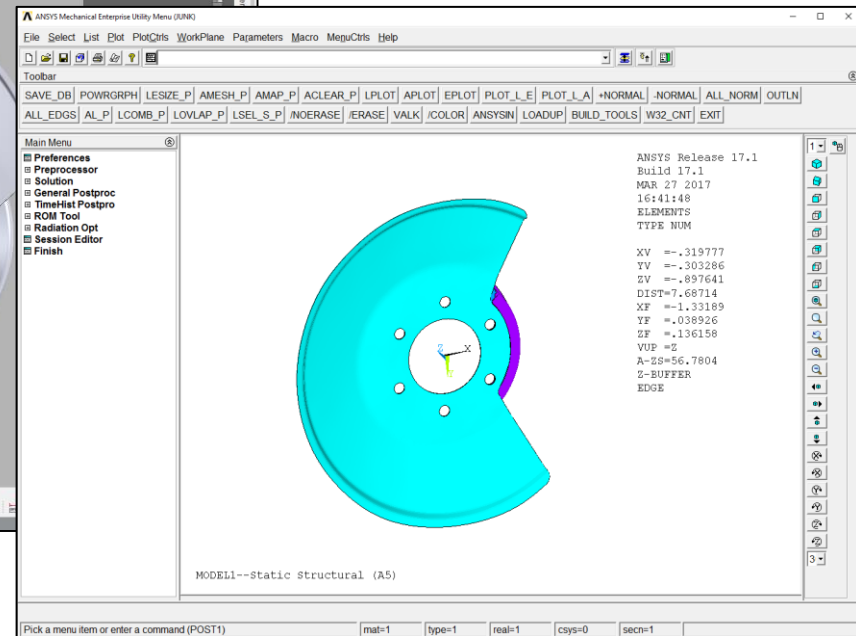 ANSYS Mechanical Enterprise Utility Menu (JUNK)
File Select List Plot PlotCtrls WorkPlane Parameters Macro MenuCtrls Help
Toolbar
SAVE_DB POWRGRPH LESIZE_P AMESH_P AMAP_P ACLEAR_P LPLOT APLOT EPLOT PLOT_L_E PLOT_L_A +NORMAL -NORMAL ALL_NORM OUTLN
ALL_EDGS AL_P LCOMB_P LOVLAP_P LSEL_S_P /NOERASE /ERASE VALK /COLOR ANSYSIN LOADUP BUILD_TOOLS W32_CNT EXIT
Main Menu
Preferences
Preprocessor
Solution
General Postproc
TimeHist Postpro
ROM Tool
Radiation Opt
Session Editor
Finish
ANSYS Release 17.1
Build 17.1
MAR 27 2017
16:41:48
ELEMENTS
TYPE NUM
XV =-.319777
YV =-.303286
ZV =-.897641
DIST=7.68714
XF =-1.33189
YF =.038926
ZF =.136158
VUP =Z
A-ZS=56.7804
Z-BUFFER
EDGE
1
Z X
3
MODEL1--Static Structural (A5)
Pick a menu item or enter a command (POST1) mat=1 type=1 real=1 csys=0 secn=1